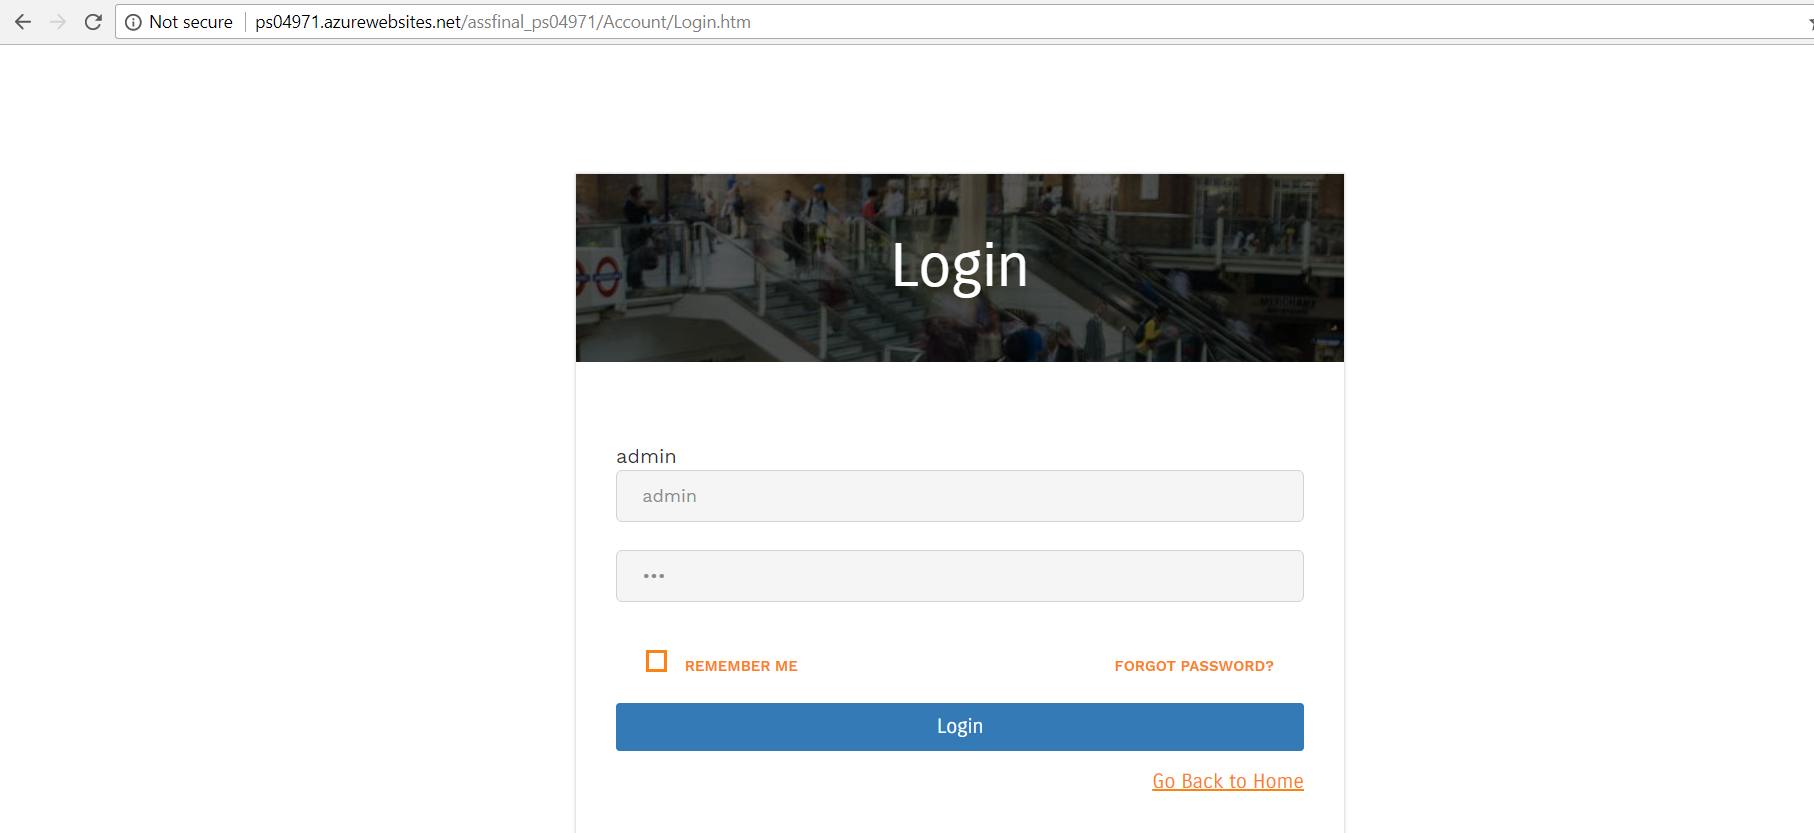 Not secure ps04971.azurewebsites.net/assfinal_ps04971/Account/Login.htm
Login
admin
admin
•••
REMEMBER ME FORGOT PASSWORD?
Login
Go Back to Home